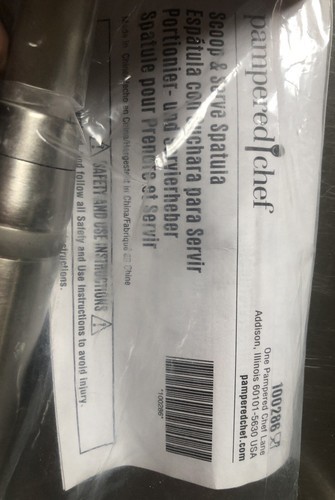 pampered chef
100286
One Pampered Chef Lane
Addison, Illinois 60101-5630 USA
pamperedchef.com
Scoop & Serve Spatula
Espátula con Cuchara para Servir
Portionier- und Servierheber
Spatule pour Prendre et Servir
Made in China/Hecho en China/Hergestellt in China/Fabriqué en Chine
*100286*
⚠ SAFETY AND USE INSTRUCTIONS ⚠
and follow all Safety and Use Instructions to avoid injury.
instructions.